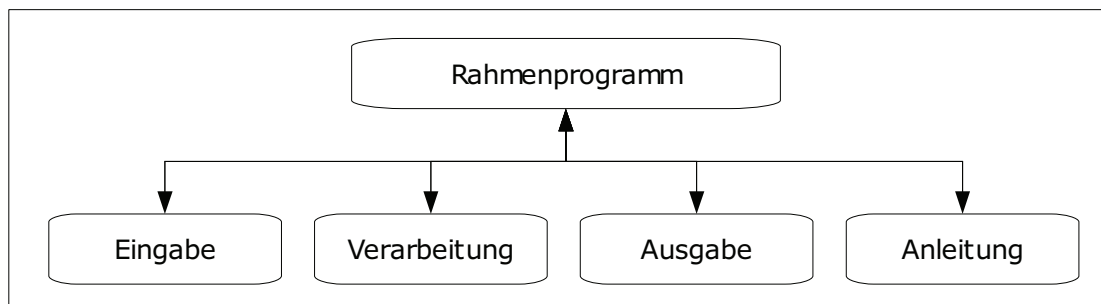 Rahmenprogramm
Eingabe
Verarbeitung
Ausgabe
Anleitung